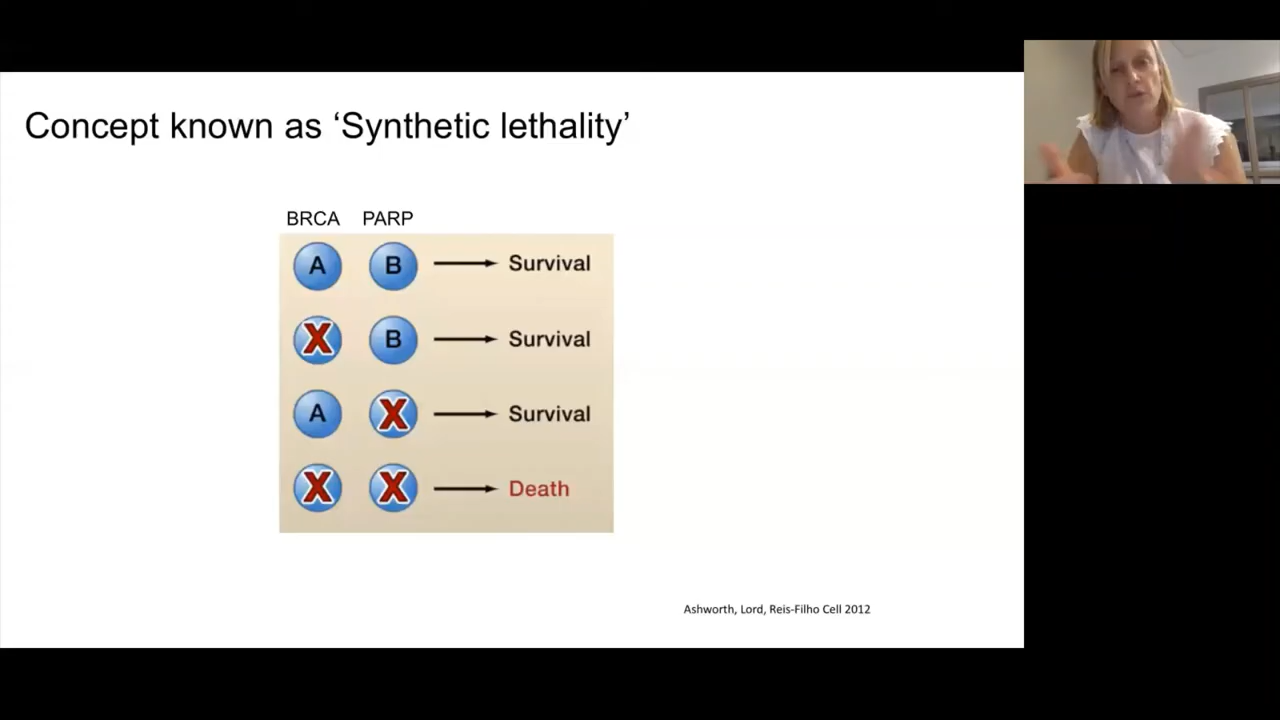 Concept known as ‘Synthetic lethality’
BRCA PARP
A B Survival
X B Survival
A X Survival
X X Death
Ashworth, Lord, Reis-Filho Cell 2012